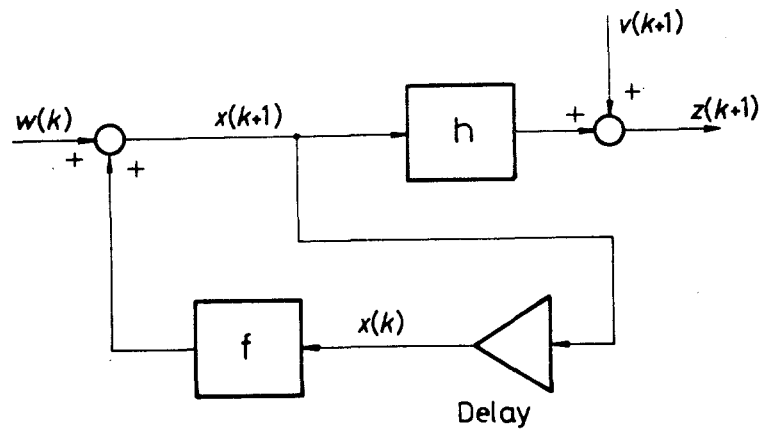 v(k+1)
w(k)
x(k+1)
z(k+1)
+
+
+
+
h
f
x(k)
Delay